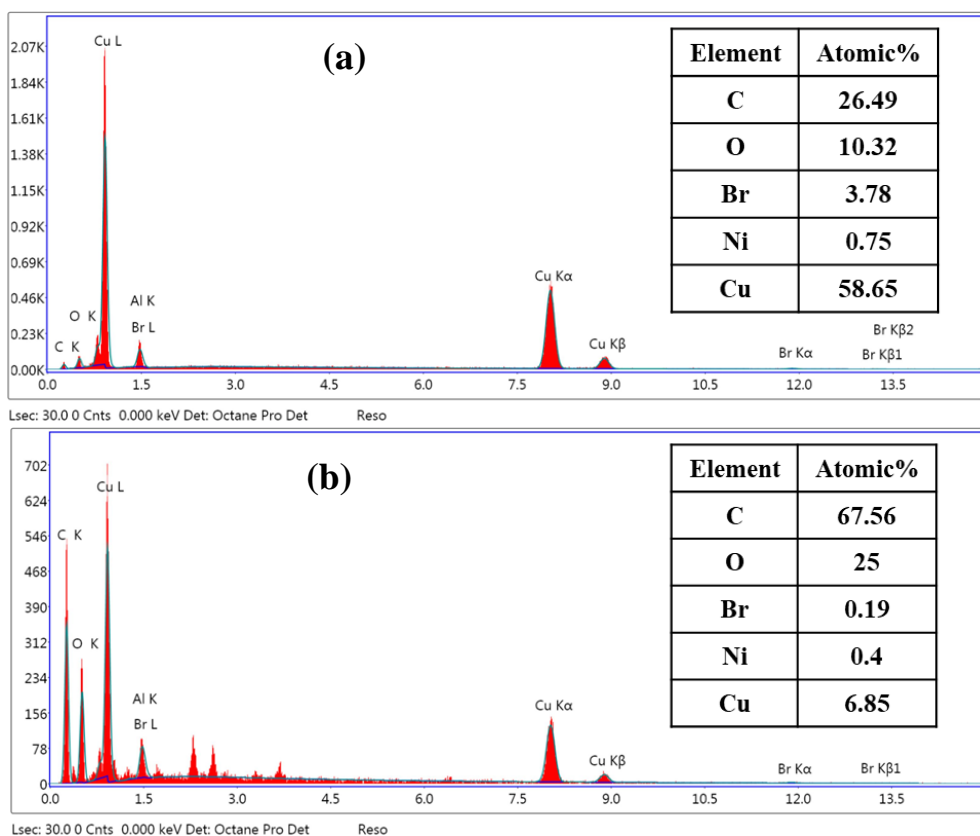 (a)
2.07K
1.84K
1.61K
1.38K
1.15K
0.92K
0.69K
0.46K
0.23K
0.00K
Cu L
O K
C K
Al K
Br L
Cu Kα
Cu Kβ
Br Kα
Br Kβ2
Br Kβ1
0.0 1.5 3.0 4.5 6.0 7.5 9.0 10.5 12.0 13.5
Element Atomic%
C 26.49
O 10.32
Br 3.78
Ni 0.75
Cu 58.65
Lsec: 30.0 0 Cnts 0.000 keV Det: Octane Pro Det Reso
(b)
702
624
546
468
390
312
234
156
78
0
Cu L
C K
O K
Al K
Br L
Cu Kα
Cu Kβ
Br Kα
Br Kβ1
0.0 1.5 3.0 4.5 6.0 7.5 9.0 10.5 12.0 13.5
Element Atomic%
C 67.56
O 25
Br 0.19
Ni 0.4
Cu 6.85
Lsec: 30.0 0 Cnts 0.000 keV Det: Octane Pro Det Reso